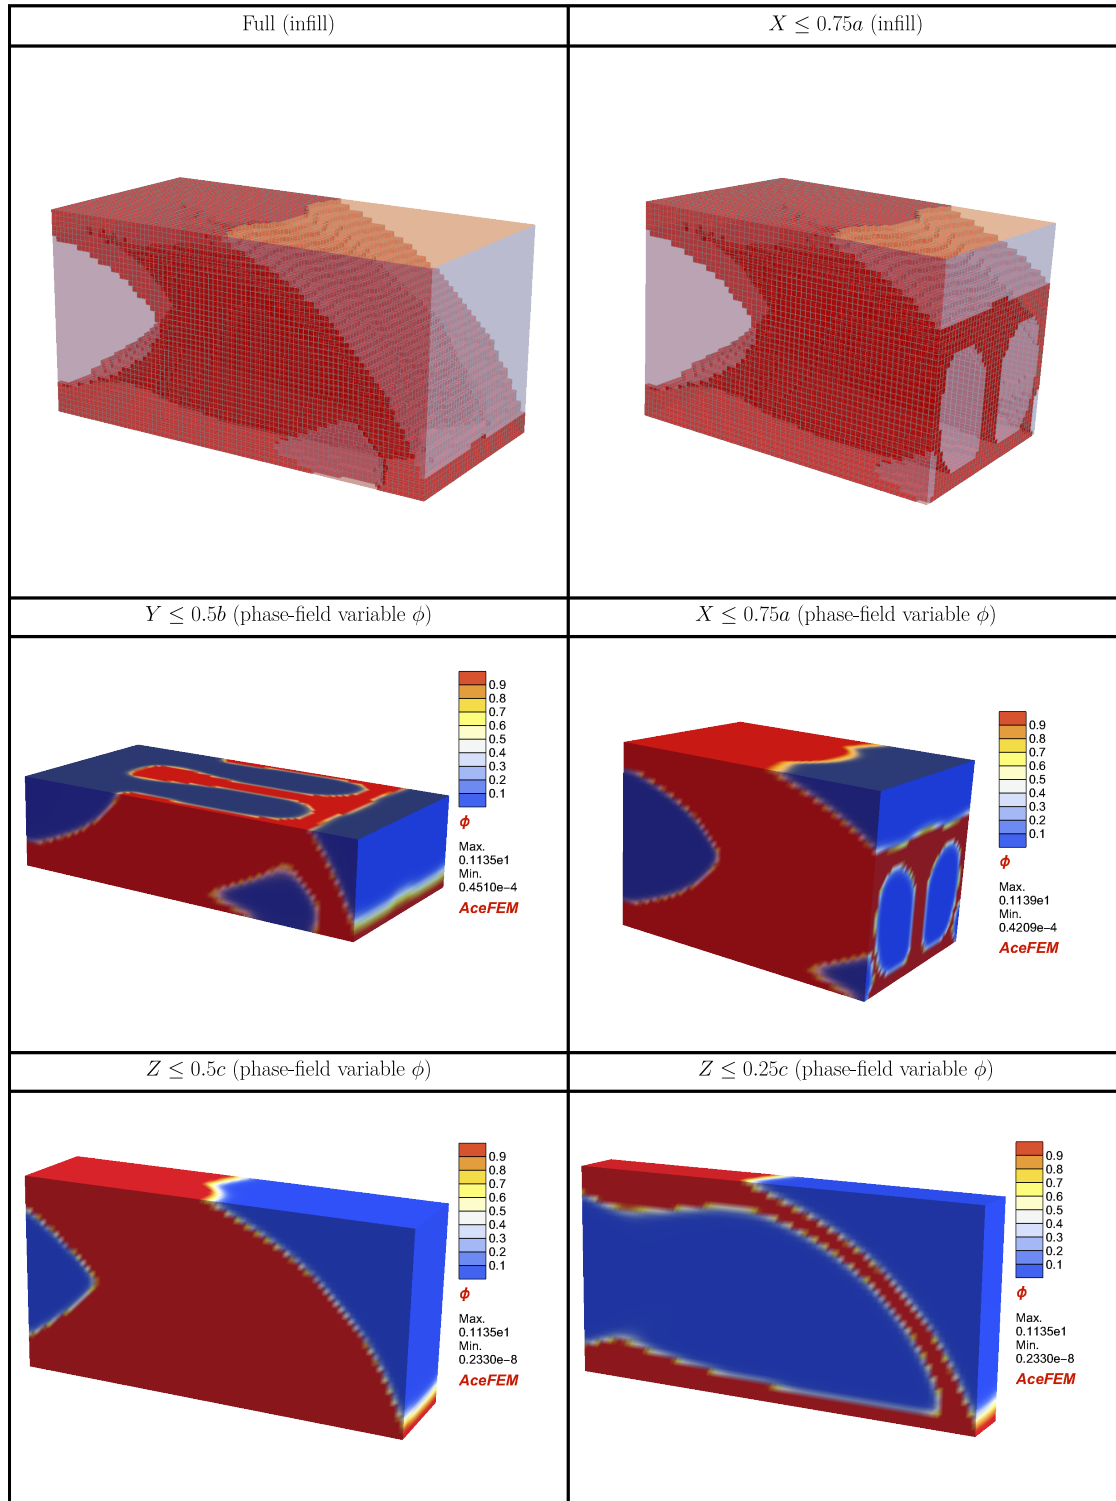 Full (infill)
X ≤ 0.75a (infill)
Y ≤ 0.5b (phase-field variable ϕ)
X ≤ 0.75a (phase-field variable ϕ)
0.9
0.8
0.7
0.6
0.5
0.4
0.3
0.2
0.1
ϕ
Max.
0.1135e1
Min.
0.4510e-4
AceFEM
0.9
0.8
0.7
0.6
0.5
0.4
0.3
0.2
0.1
ϕ
Max.
0.1139e1
Min.
0.4209e-4
AceFEM
Z ≤ 0.5c (phase-field variable ϕ)
Z ≤ 0.25c (phase-field variable ϕ)
0.9
0.8
0.7
0.6
0.5
0.4
0.3
0.2
0.1
ϕ
Max.
0.1135e1
Min.
0.2330e-8
AceFEM
0.9
0.8
0.7
0.6
0.5
0.4
0.3
0.2
0.1
ϕ
Max.
0.1135e1
Min.
0.2330e-8
AceFEM